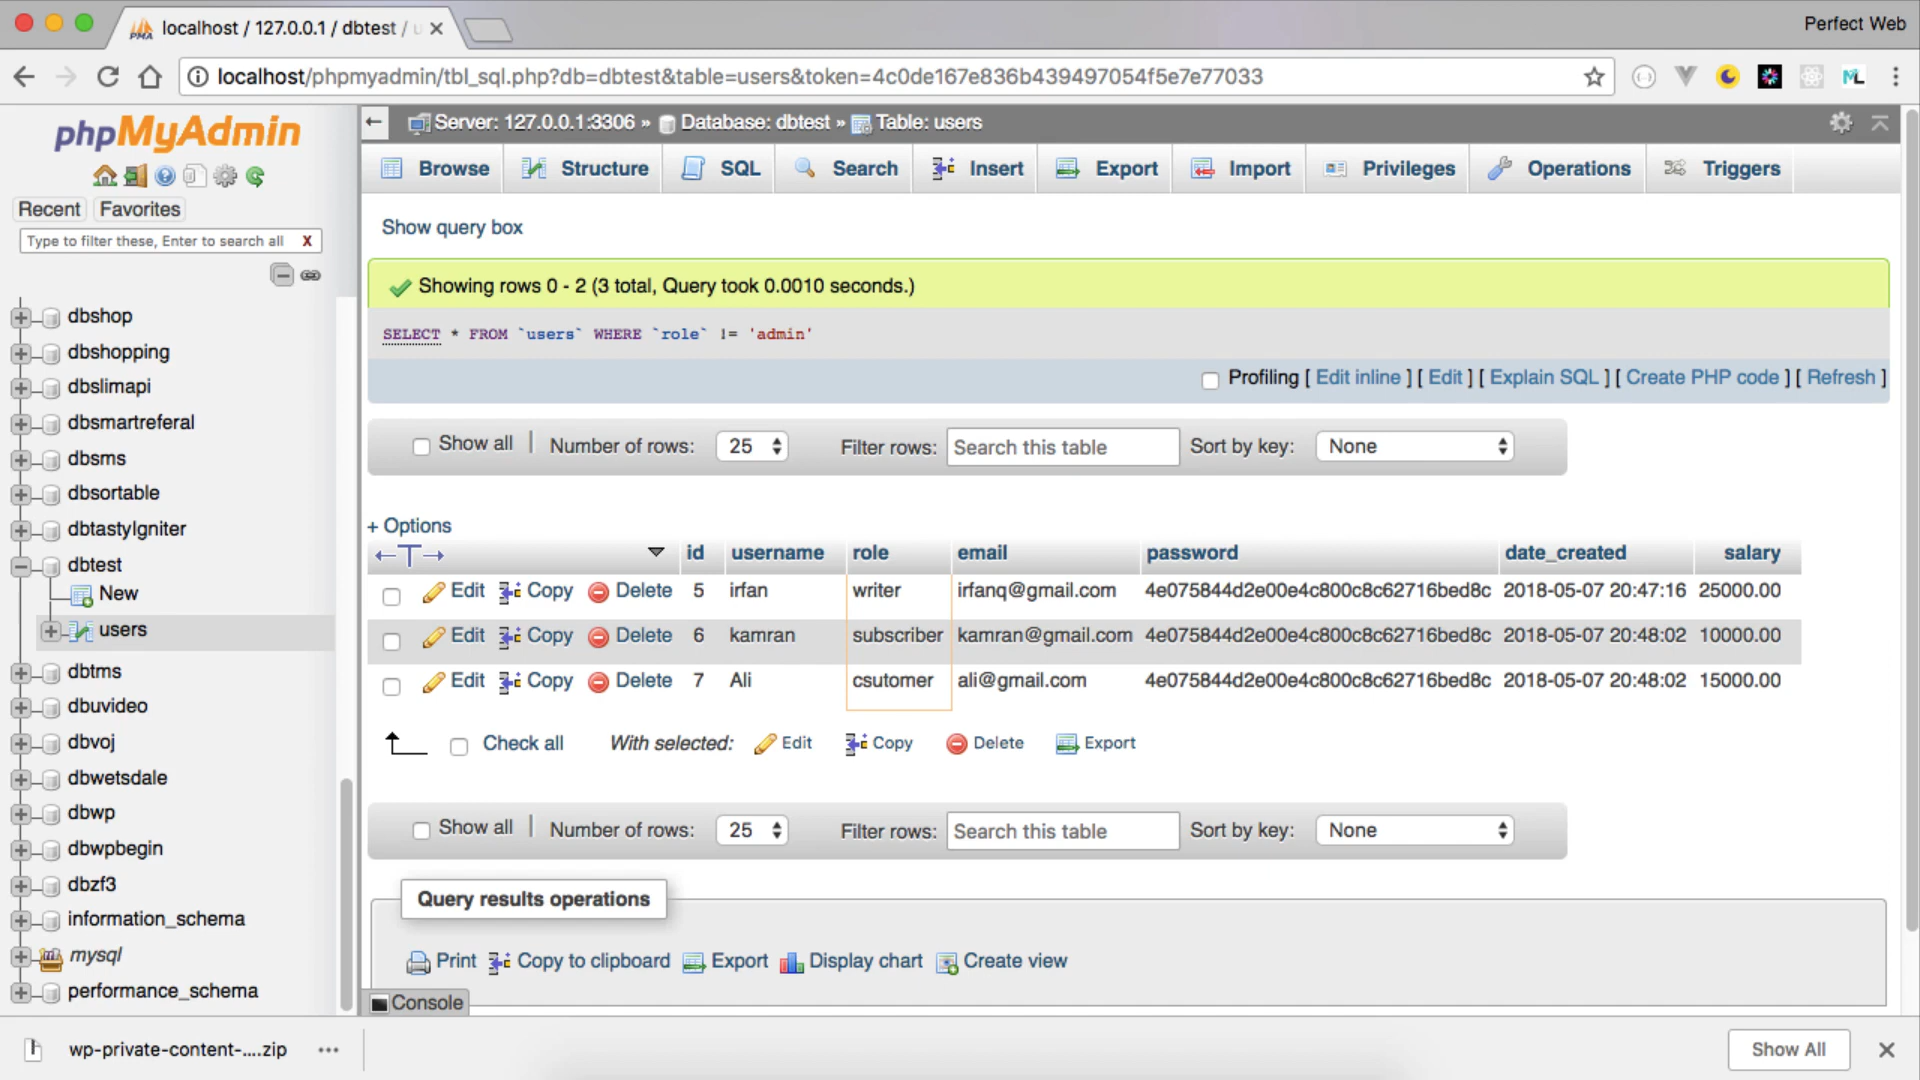 localhost / 127.0.0.1 / dbtest / u
Perfect Web
localhost/phpmyadmin/tbl_sql.php?db=dbtest&table=users&token=4c0de167e836b439497054f5e7e77033
phpMyAdmin
Recent Favorites
Type to filter these, Enter to search all X
dbshop
dbshopping
dbslimapi
dbsmartreferal
dbsms
dbsortable
dbtastyIgniter
dbtest
New
users
dbtms
dbuvideo
dbvoj
dbwetsdale
dbwp
dbwpbegin
dbzf3
information_schema
mysql
performance_schema
Server: 127.0.0.1:3306 » Database: dbtest » Table: users
Browse Structure SQL Search Insert Export Import Privileges Operations Triggers
Show query box
Showing rows 0 - 2 (3 total, Query took 0.0010 seconds.)
SELECT * FROM `users` WHERE `role` != 'admin'
Profiling [ Edit inline ] [ Edit ] [ Explain SQL ] [ Create PHP code ] [ Refresh ]
Show all | Number of rows: 25 Filter rows: Search this table Sort by key: None
+ Options
←T→ id username role email password date_created salary
Edit Copy Delete 5 irfan writer irfanq@gmail.com 4e075844d2e00e4c800c8c62716bed8c 2018-05-07 20:47:16 25000.00
Edit Copy Delete 6 kamran subscriber kamran@gmail.com 4e075844d2e00e4c800c8c62716bed8c 2018-05-07 20:48:02 10000.00
Edit Copy Delete 7 Ali csutomer ali@gmail.com 4e075844d2e00e4c800c8c62716bed8c 2018-05-07 20:48:02 15000.00
Check all With selected: Edit Copy Delete Export
Show all | Number of rows: 25 Filter rows: Search this table Sort by key: None
Query results operations
Print Copy to clipboard Export Display chart Create view
Console
wp-private-content-....zip
Show All